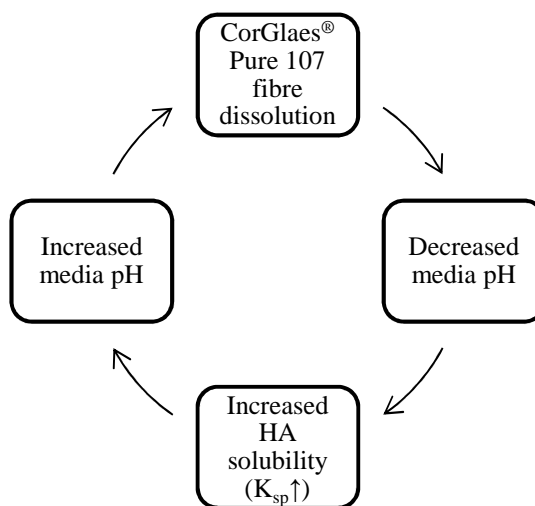 CorGlaes®
Pure 107
fibre
dissolution
Increased
media pH
Decreased
media pH
Increased
HA
solubility
(Ksp↑)